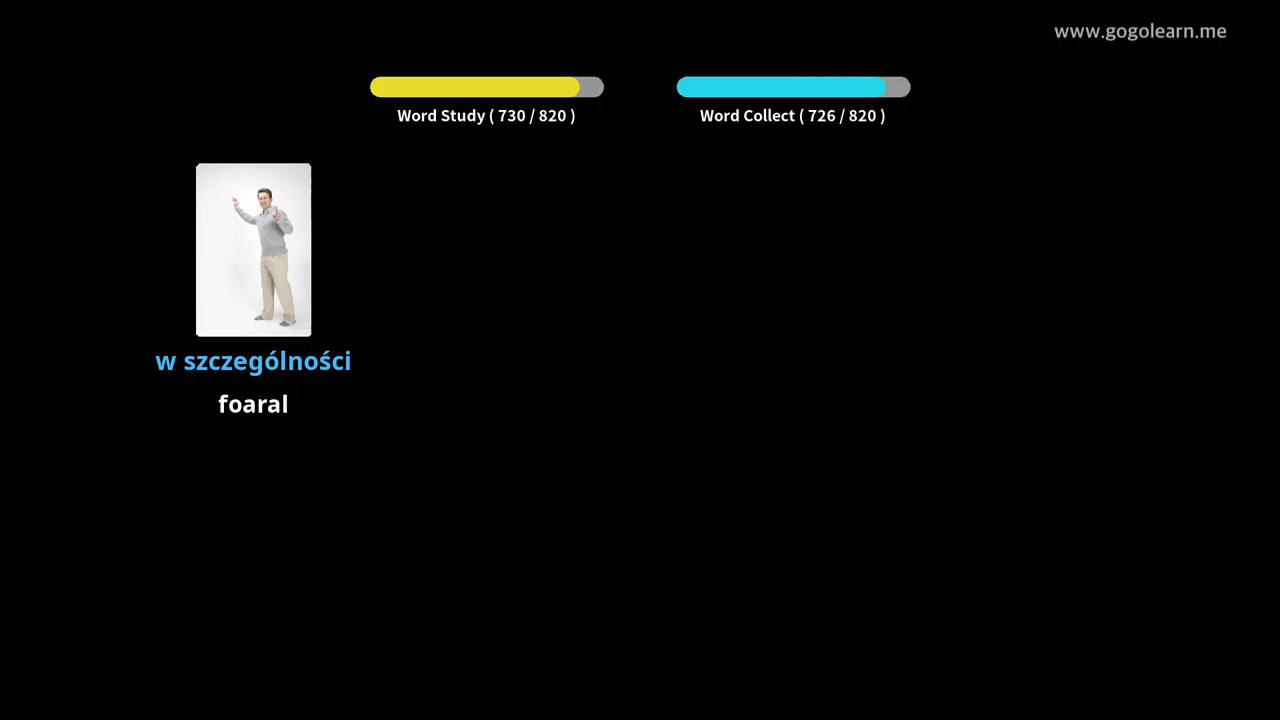 www.gogolearn.me
Word Study ( 730 / 820 )
Word Collect ( 726 / 820 )
w szczególności
foaral